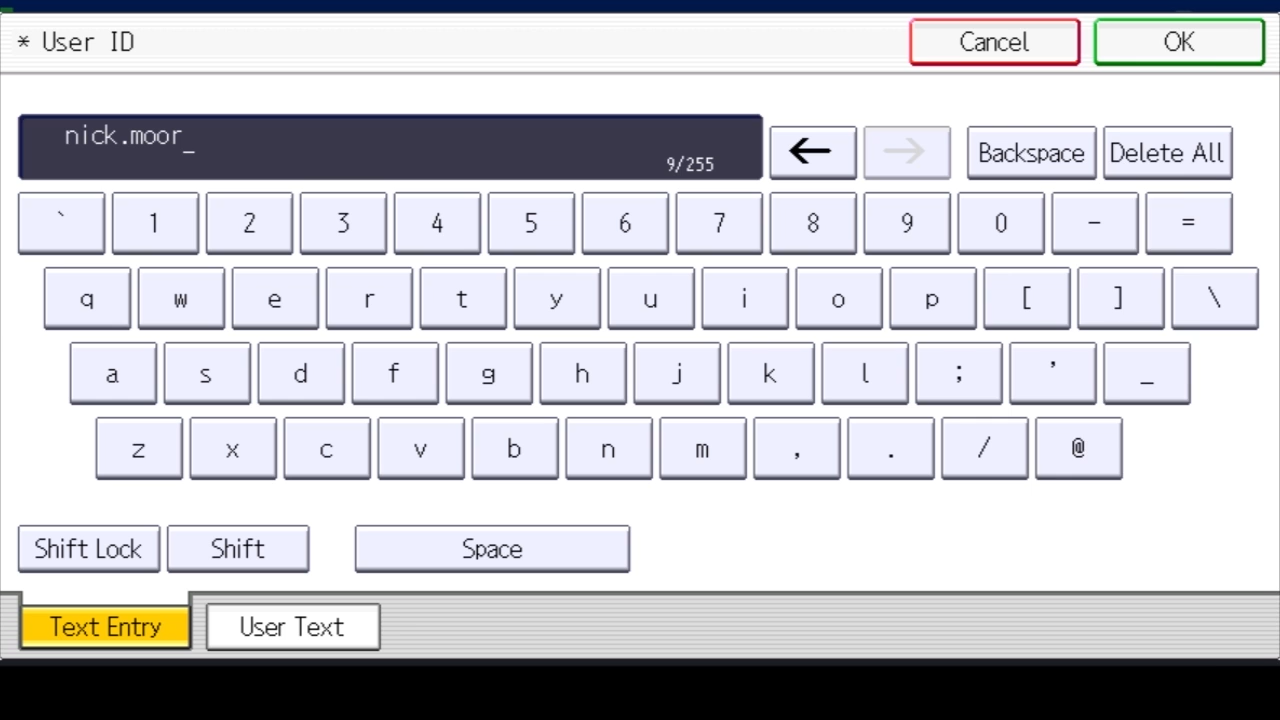 * User ID
Cancel
OK
nick.moor_
9/255
← → Backspace Delete All
` 1 2 3 4 5 6 7 8 9 0 - =
q w e r t y u i o p [ ] \
a s d f g h j k l ; ' _
z x c v b n m , . / @
Shift Lock Shift Space
Text Entry User Text